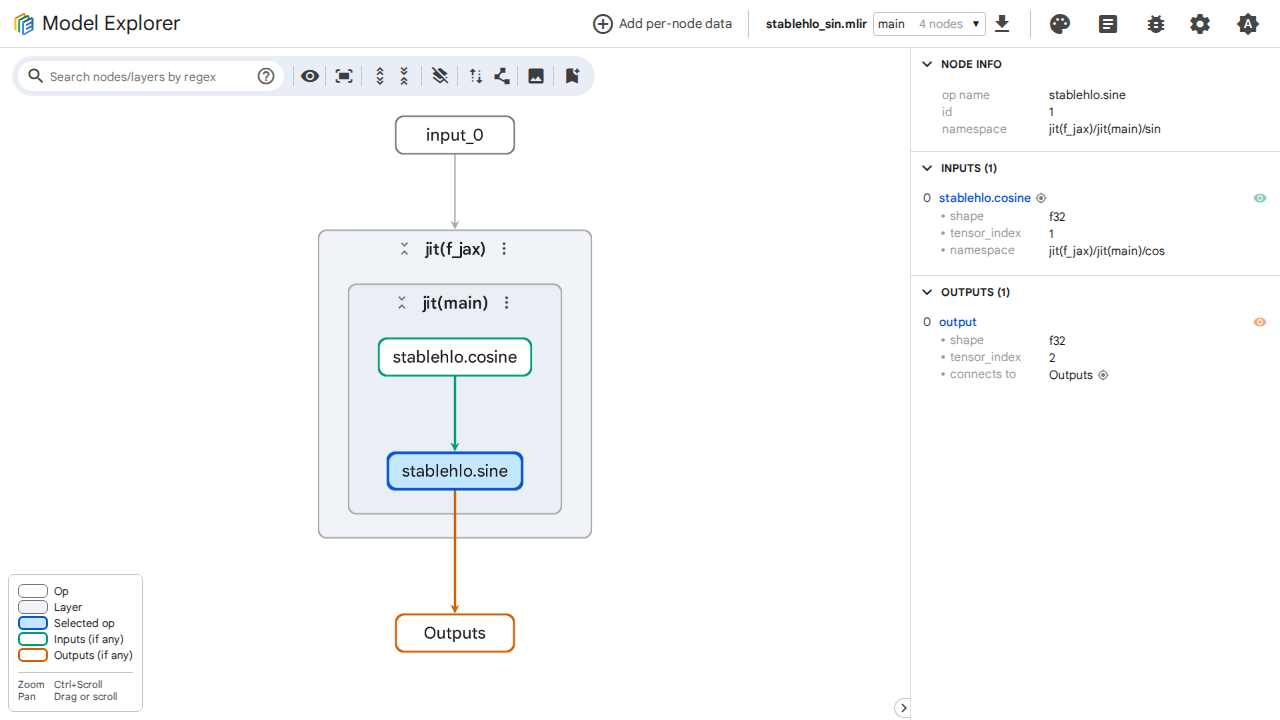 Model Explorer
Add per-node data
stablehlo_sin.mlir
main 4 nodes ▾
A
Search nodes/layers by regex
input_0
jit(f_jax)
jit(main)
stablehlo.cosine
stablehlo.sine
Outputs
Op
Layer
Selected op
Inputs (if any)
Outputs (if any)
Zoom Ctrl+Scroll
Pan Drag or scroll
NODE INFO
op name stablehlo.sine
id 1
namespace jit(f_jax)/jit(main)/sin
INPUTS (1)
0 stablehlo.cosine
• shape f32
• tensor_index 1
• namespace jit(f_jax)/jit(main)/cos
OUTPUTS (1)
0 output
• shape f32
• tensor_index 2
• connects to Outputs